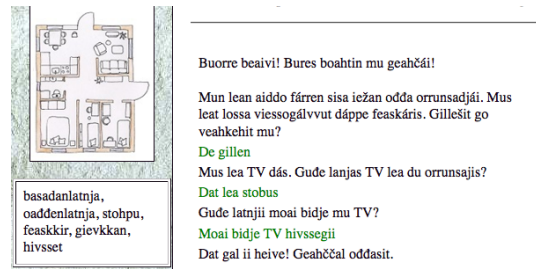 basadanlatnja,
oađđenlatnja, stohpu,
feaskkir, gievkkan,
hivsset
Buorre beaivi! Bures boahtin mu geahčái!
Mun lean aiddo fárren sisa iežan ođđa orrunsadjái. Mus
leat lossa viessogálvvut dáppe feaskáris. Gillešit go
veahkehit mu?
De gillen
Mus lea TV dás. Guđe lanjas TV lea du orrunsajis?
Dat lea stobus
Guđe latnjii moai bidje mu TV?
Moai bidje TV hivssegii
Dat gal ii heive! Geahččal ođđasit.